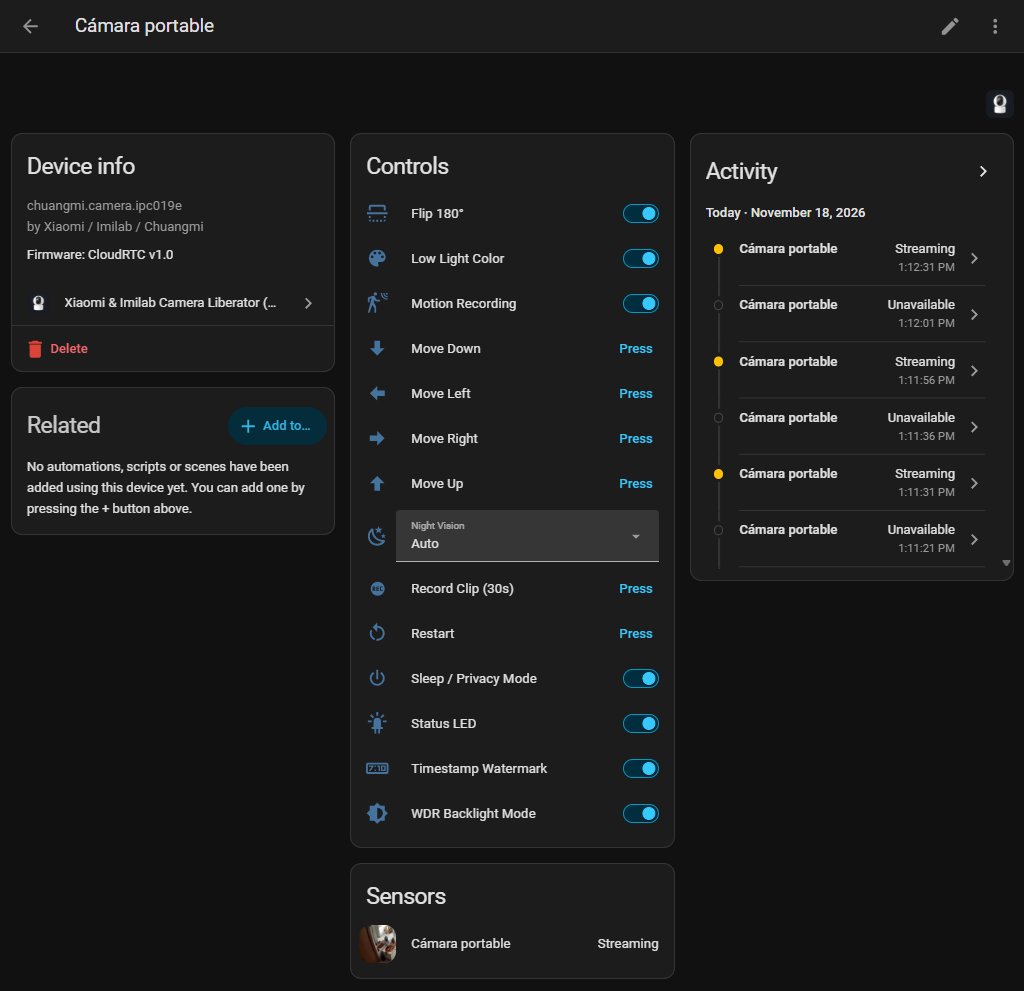 Cámara portable
Device info
chuangmi.camera.ipc019e
by Xiaomi / Imilab / Chuangmi
Firmware: CloudRTC v1.0
Xiaomi & Imilab Camera Liberator (...
Delete
Related
Add to...
No automations, scripts or scenes have been
added using this device yet. You can add one by
pressing the + button above.
Controls
Flip 180°
Low Light Color
Motion Recording
Move Down Press
Move Left Press
Move Right Press
Move Up Press
Night Vision
Auto
REC Record Clip (30s) Press
Restart Press
Sleep / Privacy Mode
Status LED
7:10 Timestamp Watermark
WDR Backlight Mode
Sensors
Cámara portable Streaming
Activity
Today · November 18, 2026
Cámara portable Streaming
1:12:31 PM
Cámara portable Unavailable
1:12:01 PM
Cámara portable Streaming
1:11:56 PM
Cámara portable Unavailable
1:11:36 PM
Cámara portable Streaming
1:11:31 PM
Cámara portable Unavailable
1:11:21 PM